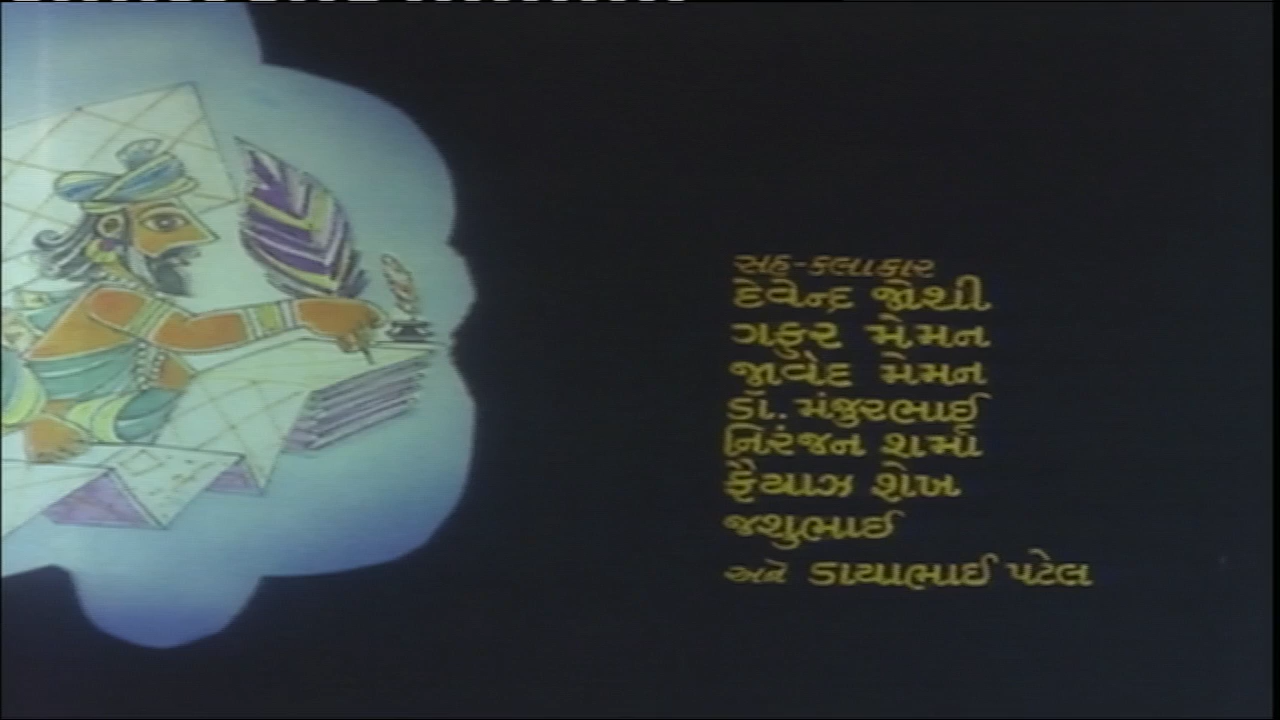 સહ-કલાકાર
દેવેન્દ્ર જોશી
ગફુર મેમન
જાવેદ મેમન
ડૉ. મંજુરભાઈ
નિરંજન શર્મા
ફૈયાઝ શેખ
જશુભાઈ
અને ડાયાભાઈ પટેલ